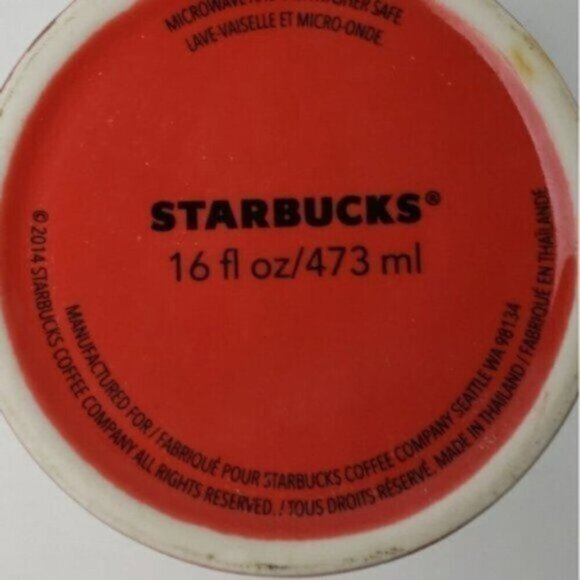 MICROWAVE SAFE
LAVE-VAISELLE ET MICRO-ONDE.
STARBUCKS®
16 fl oz/473 ml
MANUFACTURED FOR / FABRIQUÉ POUR STARBUCKS COFFEE COMPANY SEATTLE WA 98134
© 2014 STARBUCKS COFFEE COMPANY ALL RIGHTS RESERVED. / TOUS DROITS RÉSERVÉ. MADE IN THAILAND / FABRIQUÉ EN THAÏLANDE